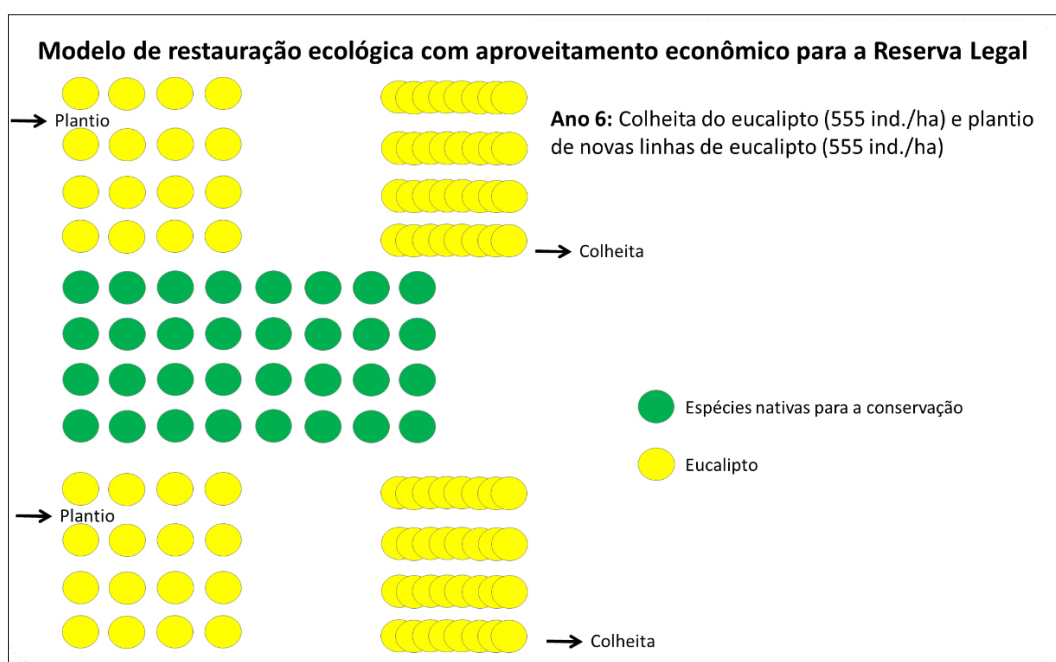 Modelo de restauração ecológica com aproveitamento econômico para a Reserva Legal
Plantio
Ano 6: Colheita do eucalipto (555 ind./ha) e plantio
de novas linhas de eucalipto (555 ind./ha)
Colheita
Espécies nativas para a conservação
Eucalipto
Plantio
Colheita